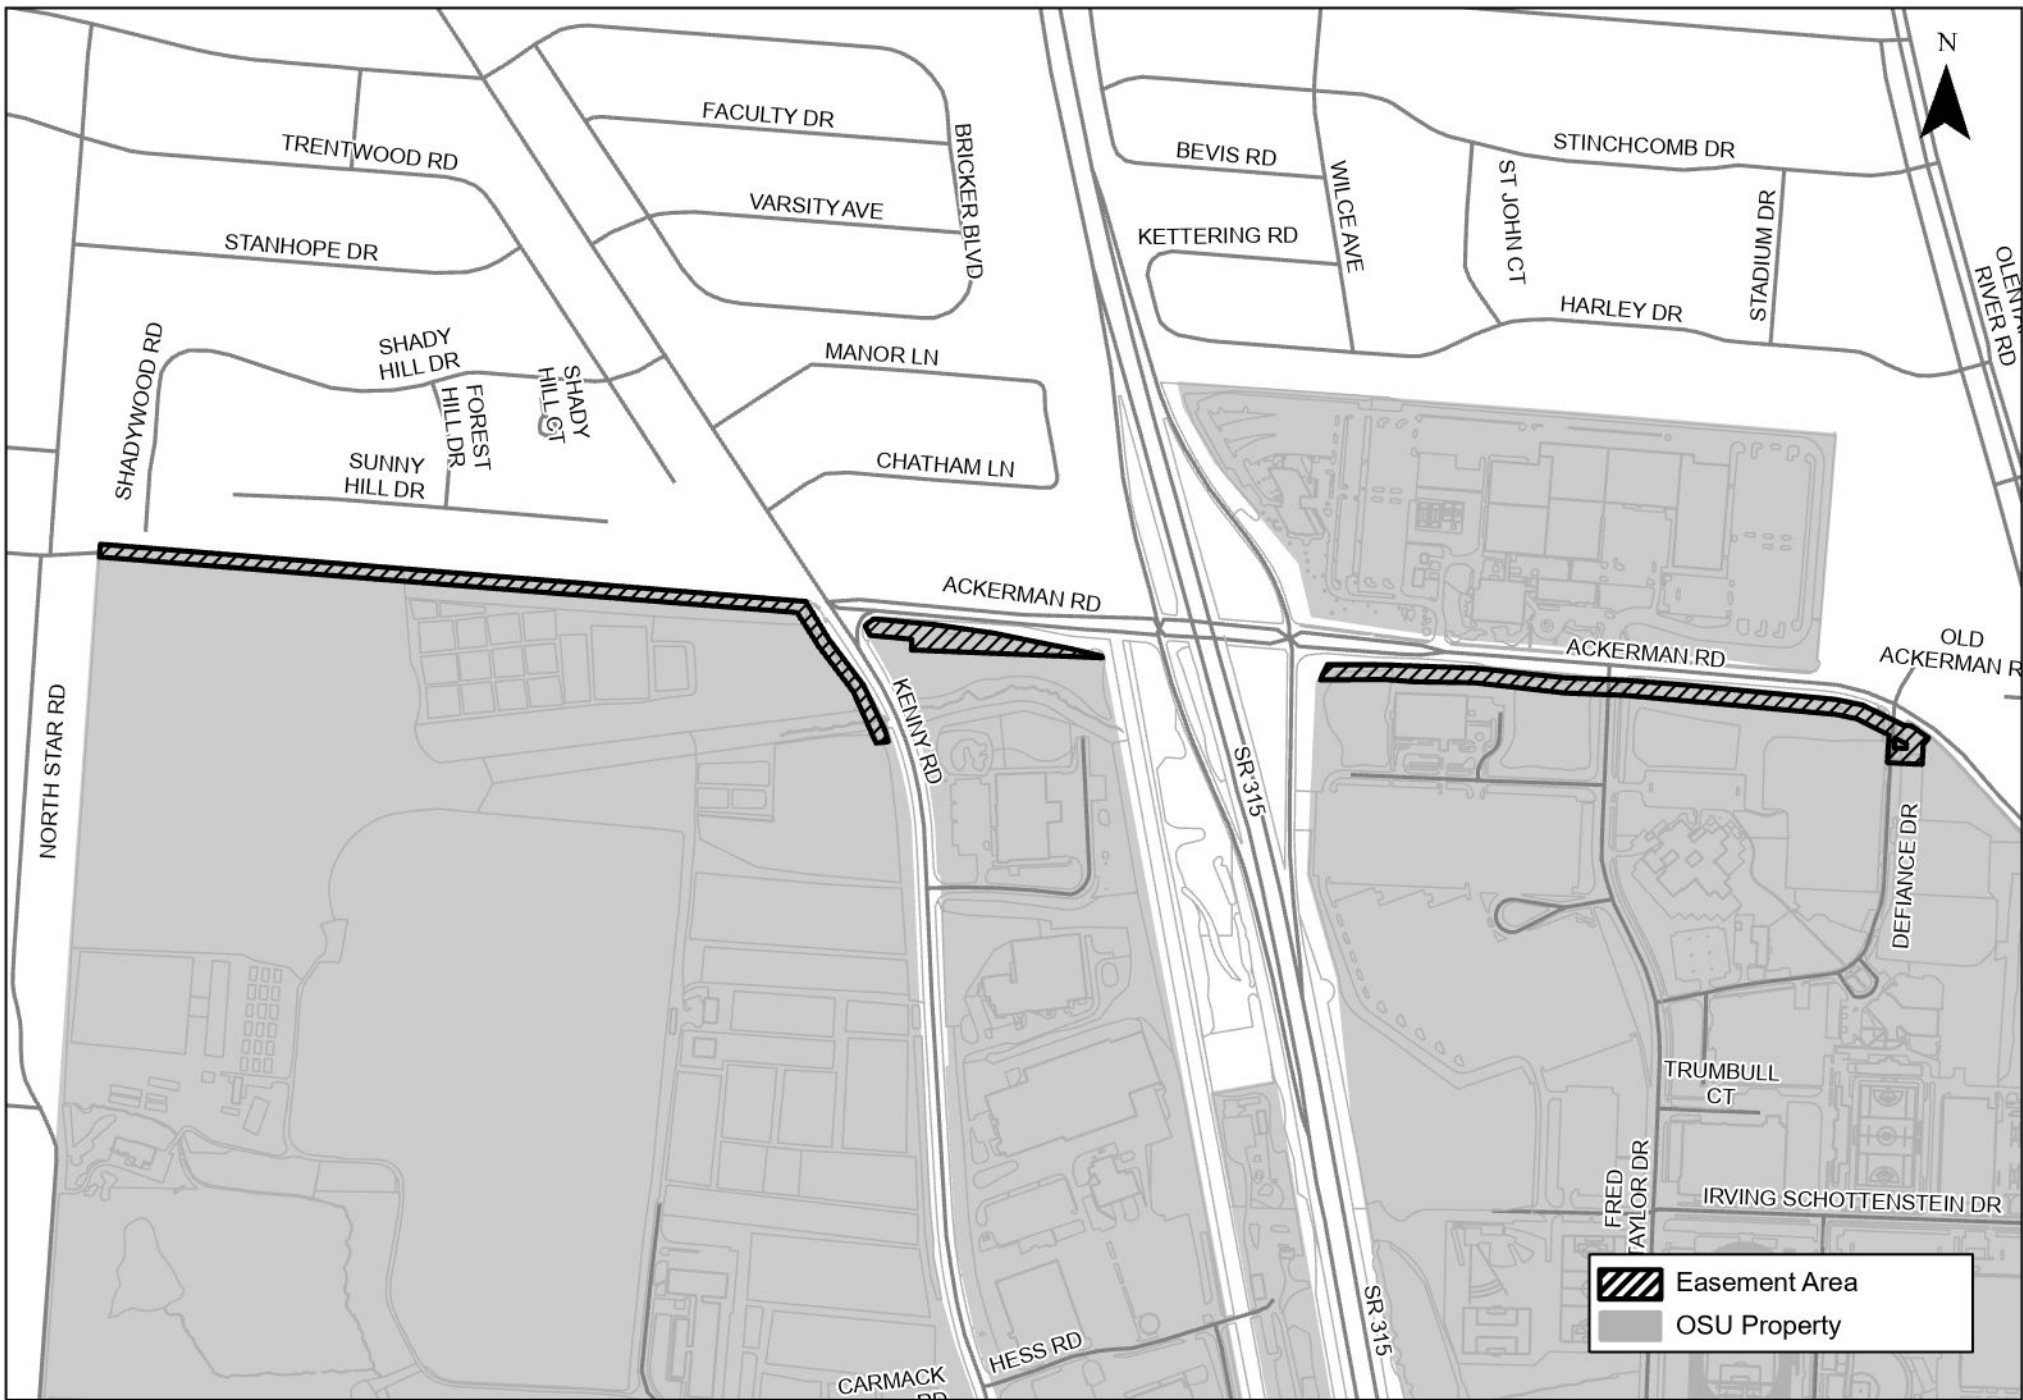 N
FACULTY DR
TRENTWOOD RD
BRICKER BLVD
BEVIS RD
STINCHCOMB DR
WILCE AVE
ST JOHN CT
STADIUM DR
VARSITY AVE
STANHOPE DR
KETTERING RD
RIVER RD
HARLEY DR
SHADYWOOD RD
SHADY
HILL DR
MANOR LN
SHADY
HILL CT
FOREST
HILL DR
SUNNY
HILL DR
CHATHAM LN
ACKERMAN RD
ACKERMAN RD
OLD
ACKERMAN R
NORTH STAR RD
KENNY RD
SR 315
DEFIANCE DR
TRUMBULL
CT
FRED
TAYLOR DR
IRVING SCHOTTENSTEIN DR
SR 315
HESS RD
CARMACK
RD
Easement Area
OSU Property